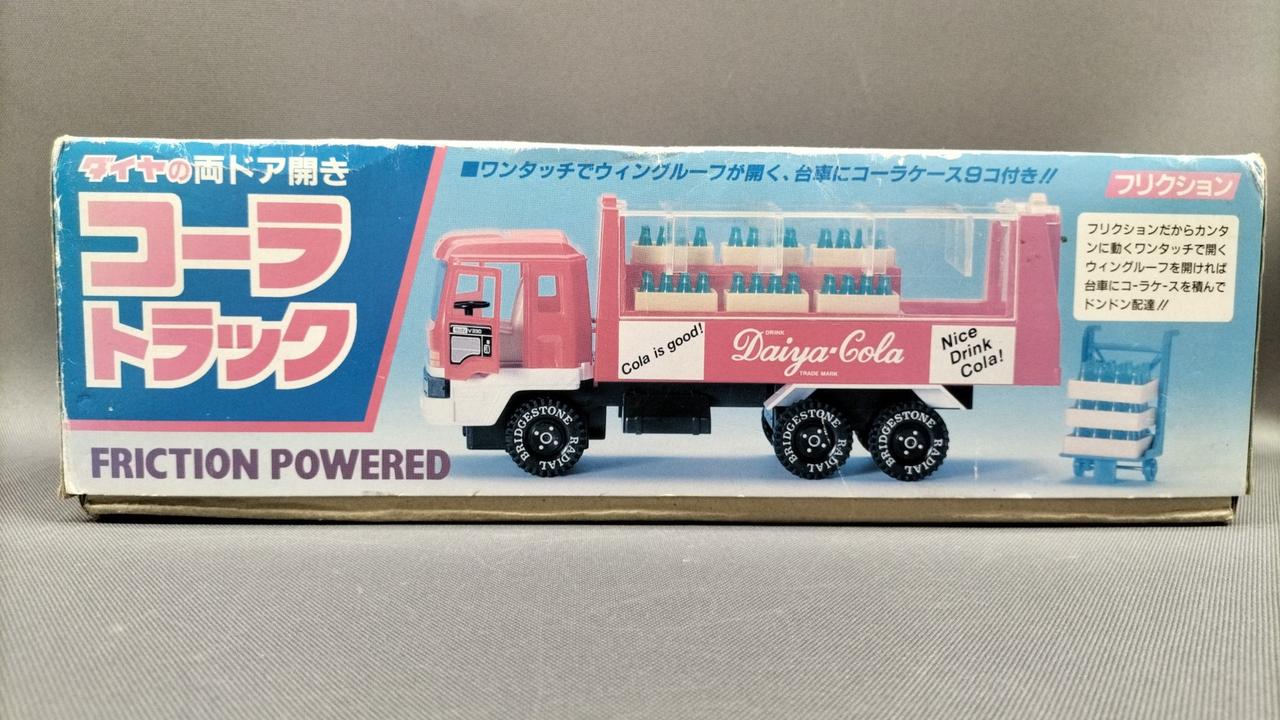 ダイヤの両ドア開き
コーラ
トラック
FRICTION POWERED
■ワンタッチでウィングルーフが開く、台車にコーラケース9コ付き!!
フリクション
フリクションだからカンタ
ンに動くワンタッチで開く
ウィングルーフを開ければ
台車にコーラケースを積んで
ドンドン配達!!
Cola is good!
DRINK
Daiya·Cola
TRADE MARK
Nice
Drink
Cola!
V330
BRIDGESTONE RADIAL
BRIDGESTONE RADIAL
BRIDGESTONE RADIAL